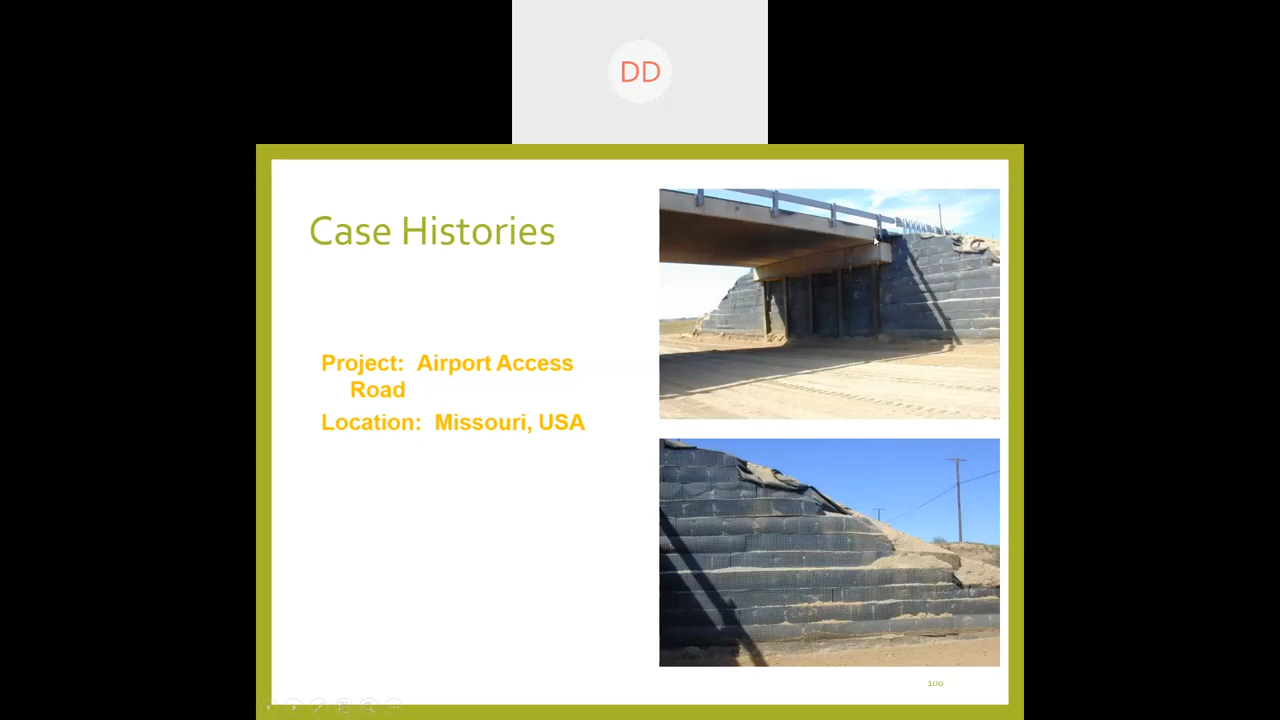 DD
Case Histories
Project: Airport Access
Road
Location: Missouri, USA
100